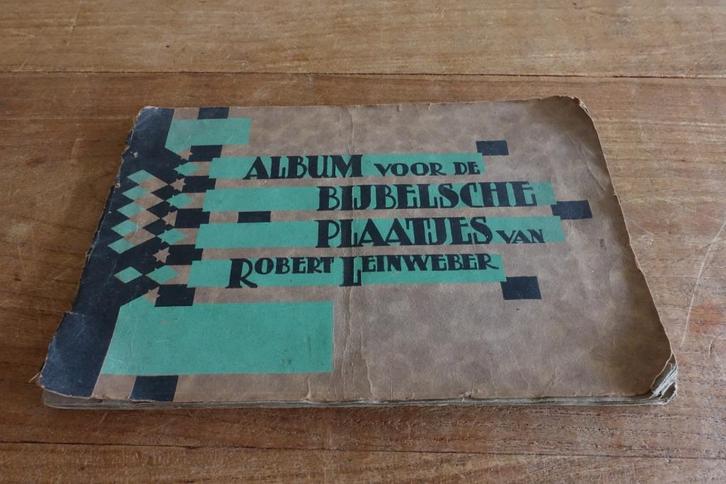 ALBUM VOOR DE
BIJBELSCHE
PLAATJES VAN
ROBERT LEINWEBER